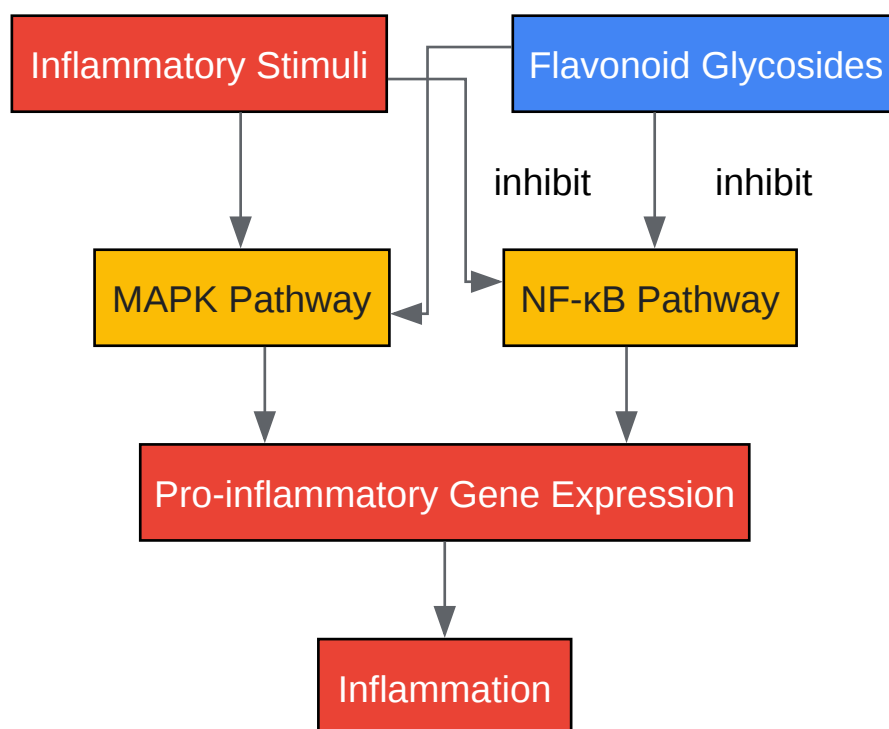 Inflammatory Stimuli
Flavonoid Glycosides
inhibit
inhibit
MAPK Pathway
NF-κB Pathway
Pro-inflammatory Gene Expression
Inflammation